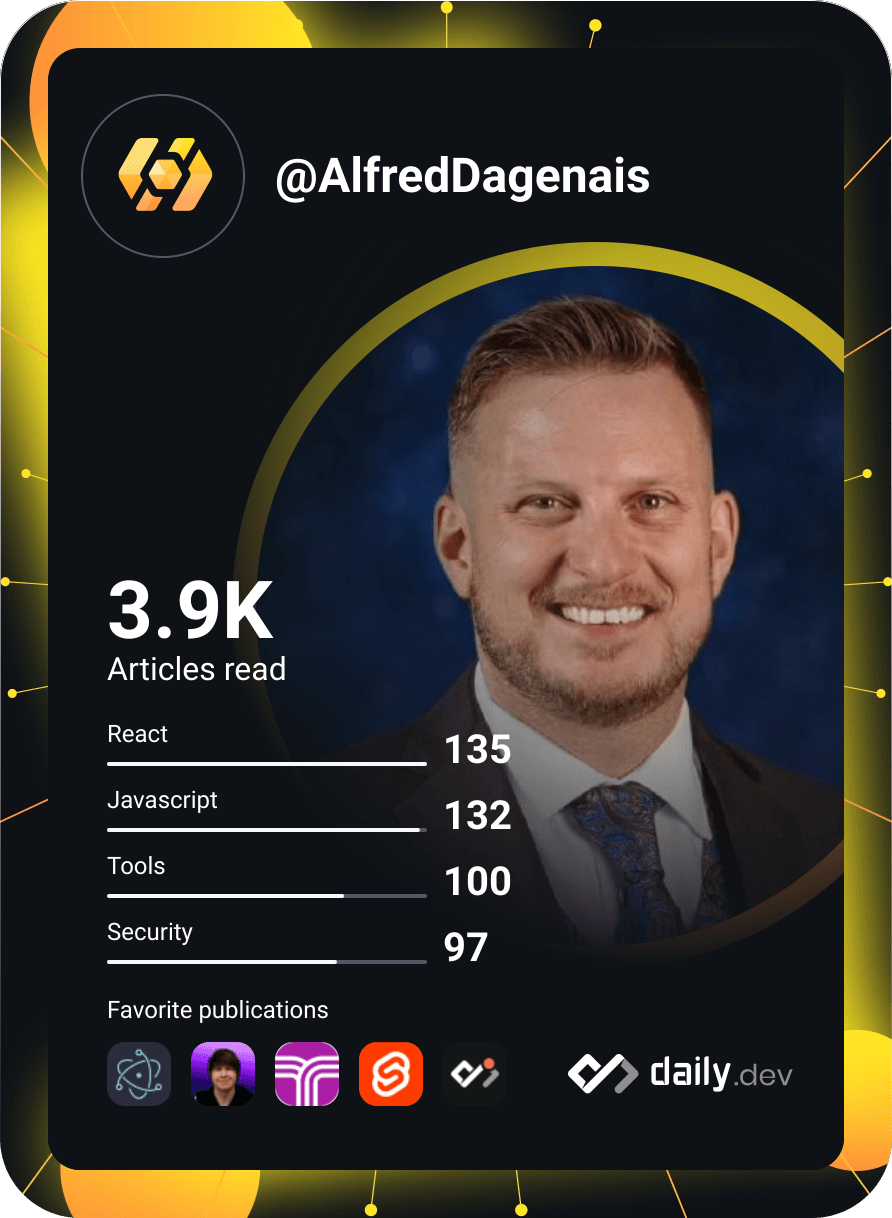 @AlfredDagenais
3.9K
Articles read
React
135
Javascript
132
Tools
100
Security
97
Favorite publications
daily.dev